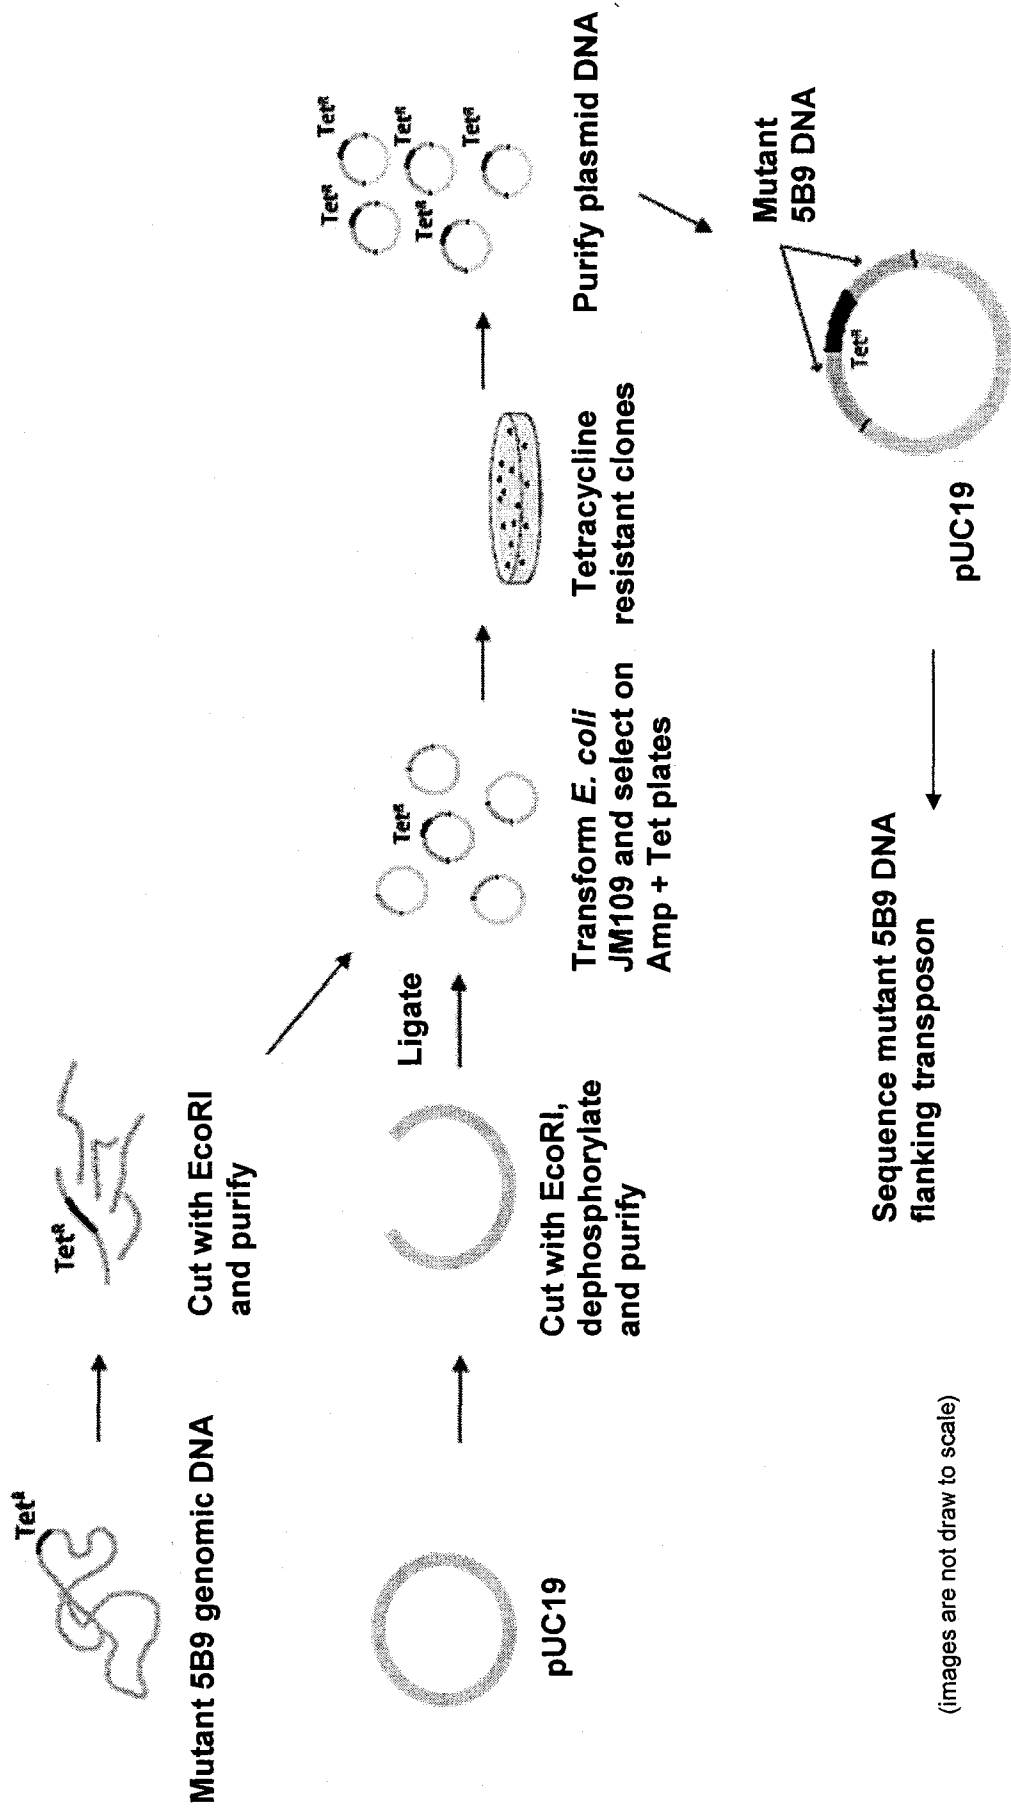 Tetᴿ
Mutant 5B9 genomic DNA
Tetᴿ
Cut with EcoRI
and purify
pUC19
Cut with EcoRI,
dephosphorylate
and purify
Ligate
Tetᴿ
Transform E. coli
JM109 and select on
Amp + Tet plates
Tetracycline
resistant clones
Tetᴿ
Tetᴿ
Tetᴿ
Tetᴿ
Tetᴿ
Purify plasmid DNA
Mutant
5B9 DNA
Tetᴿ
pUC19
Sequence mutant 5B9 DNA
flanking transposon
(images are not draw to scale)